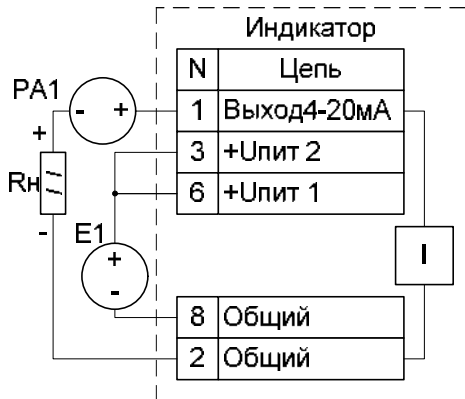 Индикатор
N Цепь
PA1
- +
1 Выход4-20мА
+
3 +Uпит 2
Rн
6 +Uпит 1
-
E1
+
I
-
8 Общий
2 Общий